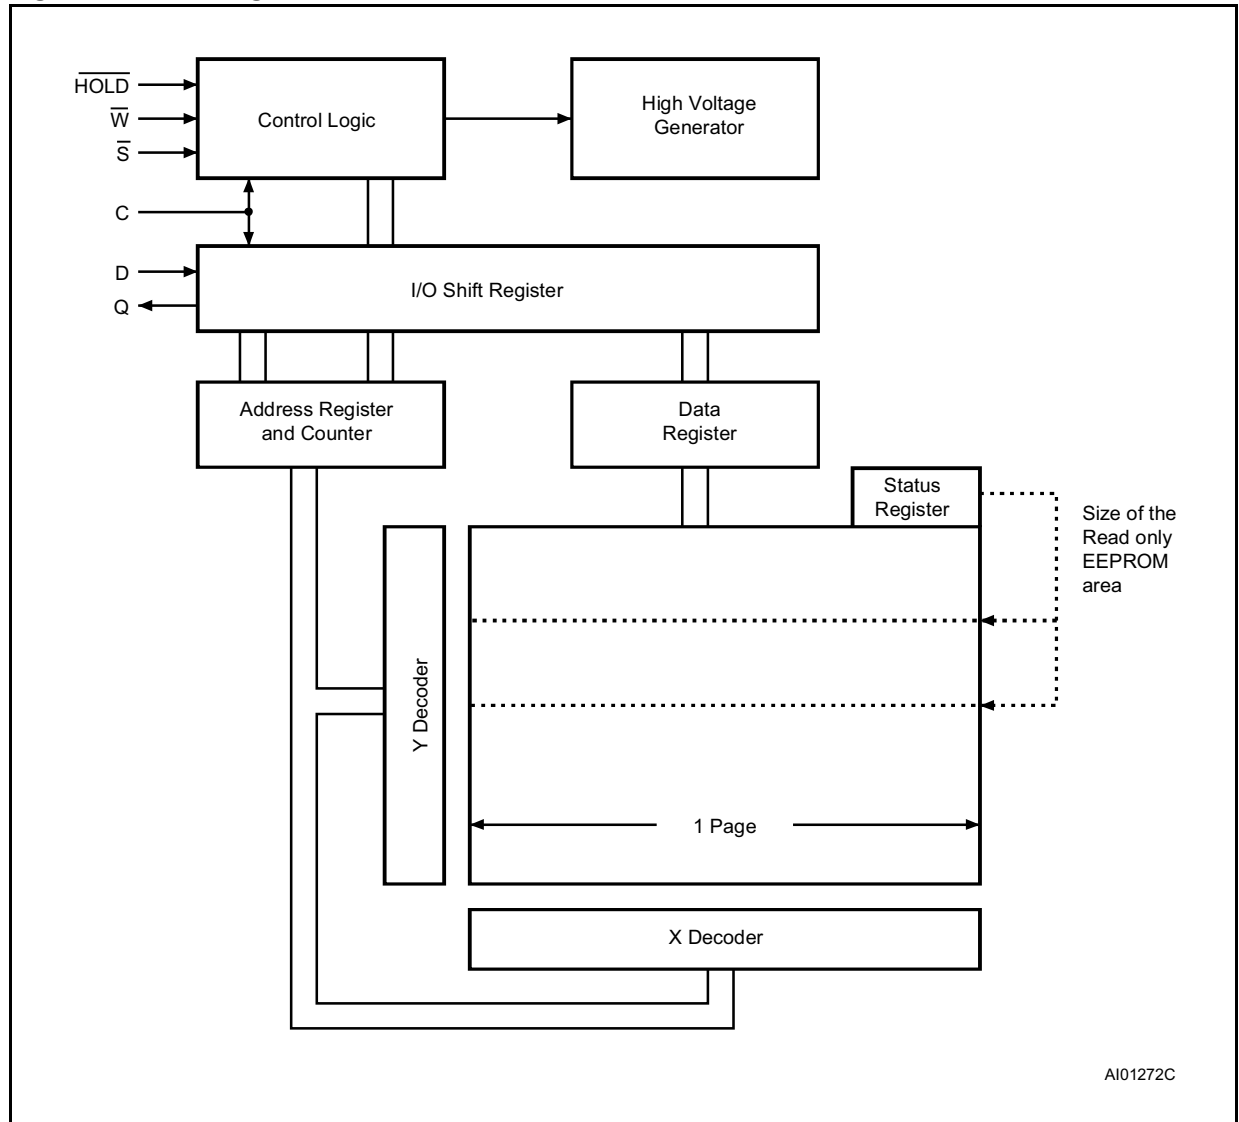 HOLD
W
S
C
D
Q
Control Logic
High Voltage
Generator
I/O Shift Register
Address Register
and Counter
Data
Register
Status
Register
Size of the
Read only
EEPROM
area
Y Decoder
1 Page
X Decoder
AI01272C